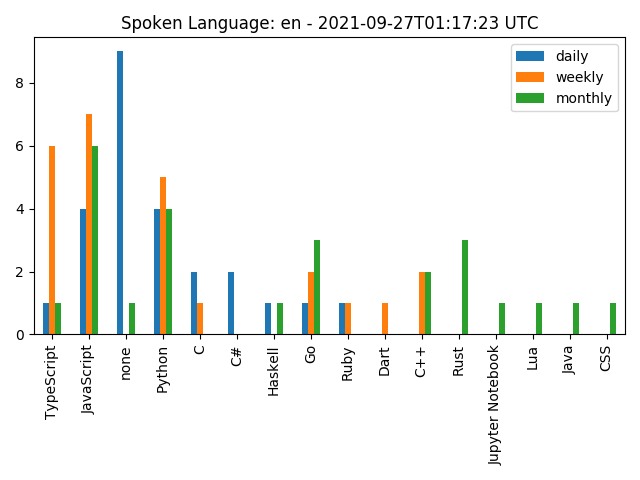 Spoken Language: en - 2021-09-27T01:17:23 UTC
daily
weekly
monthly
8
6
4
2
0
TypeScript
JavaScript
none
Python
C
C#
Haskell
Go
Ruby
Dart
C++
Rust
Jupyter Notebook
Lua
Java
CSS